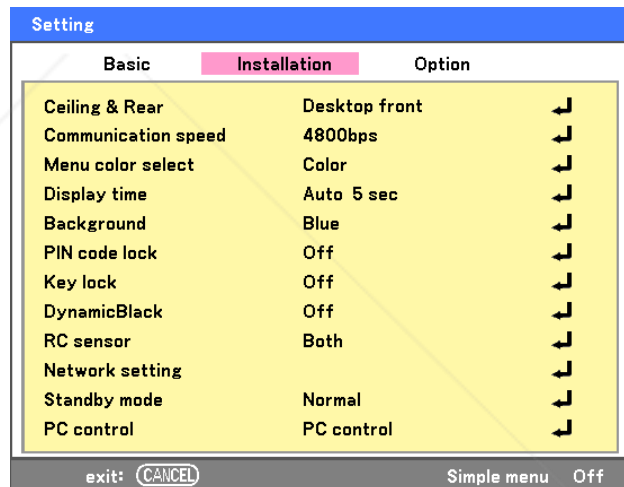 Setting
Basic Installation Option
Ceiling & Rear Desktop front
Communication speed 4800bps
Menu color select Color
Display time Auto 5 sec
Background Blue
PIN code lock Off
Key lock Off
DynamicBlack Off
RC sensor Both
Network setting
Standby mode Normal
PC control PC control
exit: CANCEL Simple menu Off